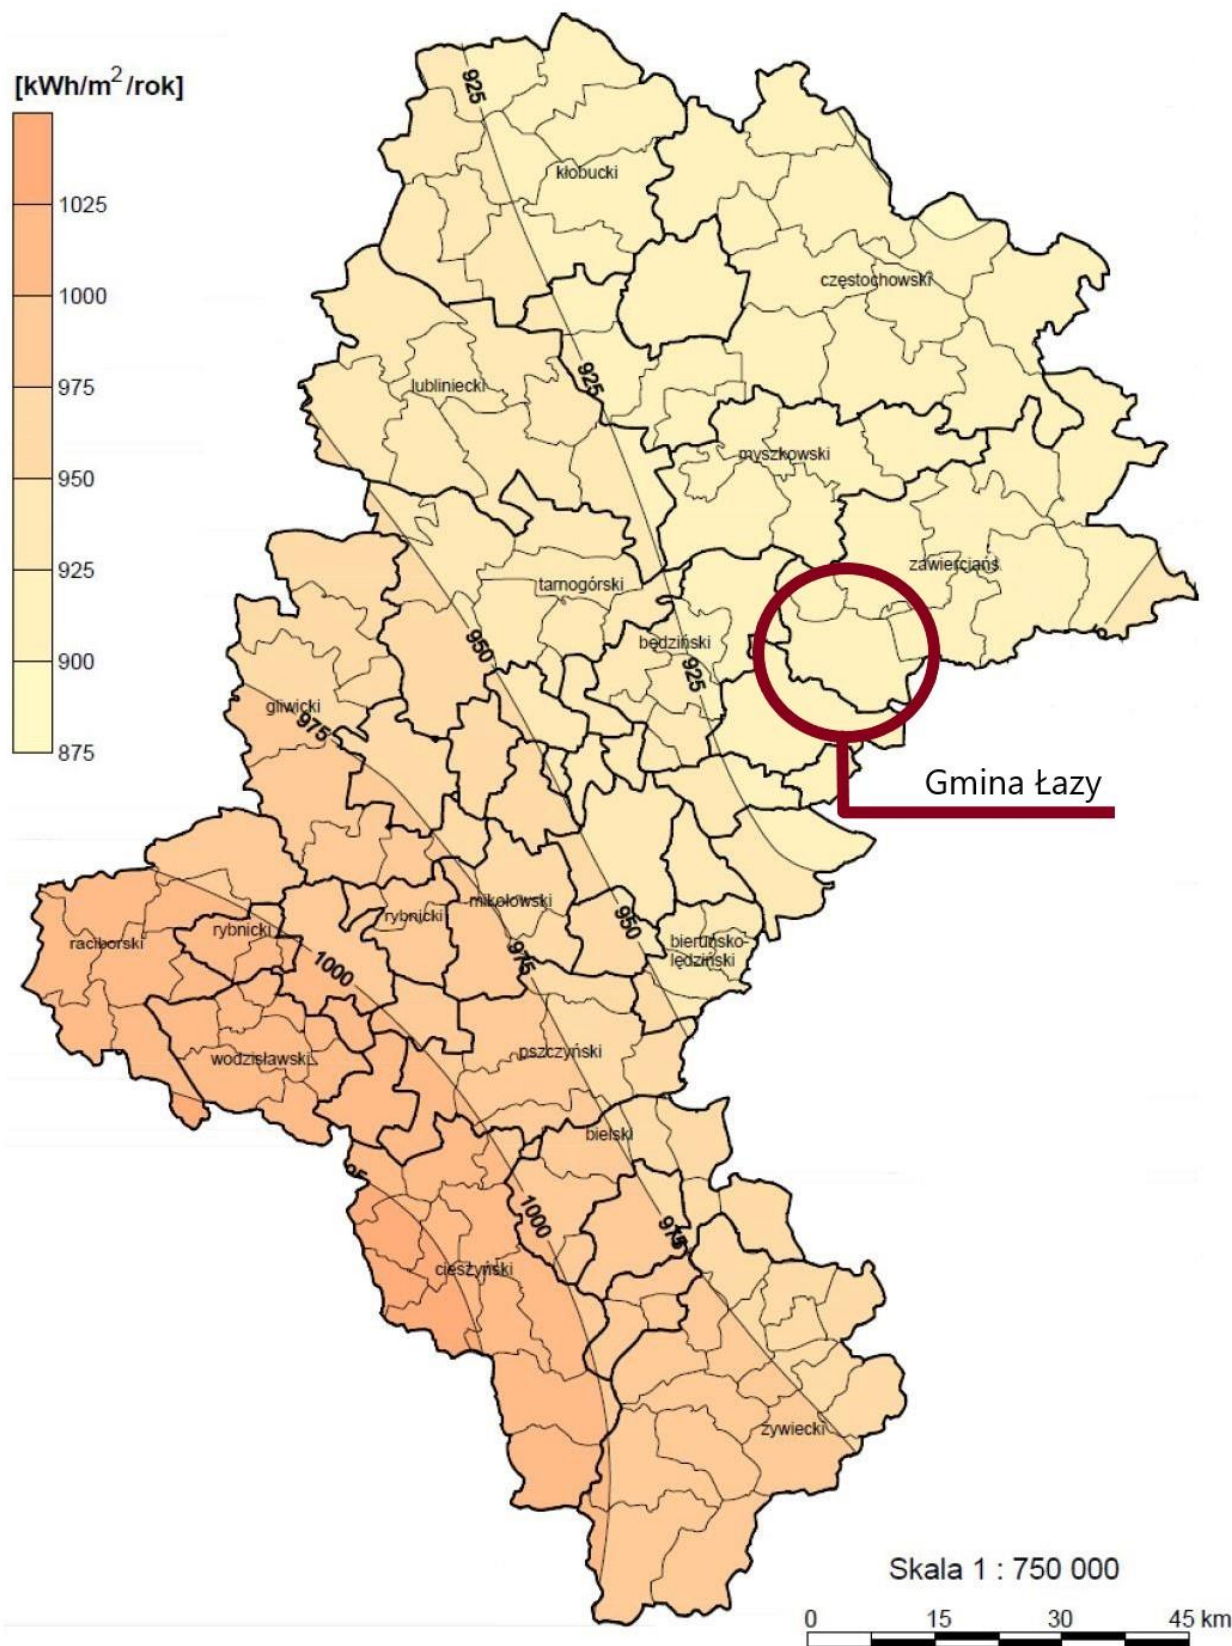 [kWh/m²/rok]
1025
1000
975
950
925
900
875
925
kłobucki
częstochowski
925
lubliniecki
myszkowski
zawierciańs
tarnogórski
będziński
950
925
gliwicki
975
Gmina Łazy
mikołowski
rybnicki
rybnicki
raciborski
950
bieruńsko-
lędziński
975
1000
pszczyński
wodzisławski
bielski
1000
975
cieszyński
żywiecki
Skala 1 : 750 000
0 15 30 45 km